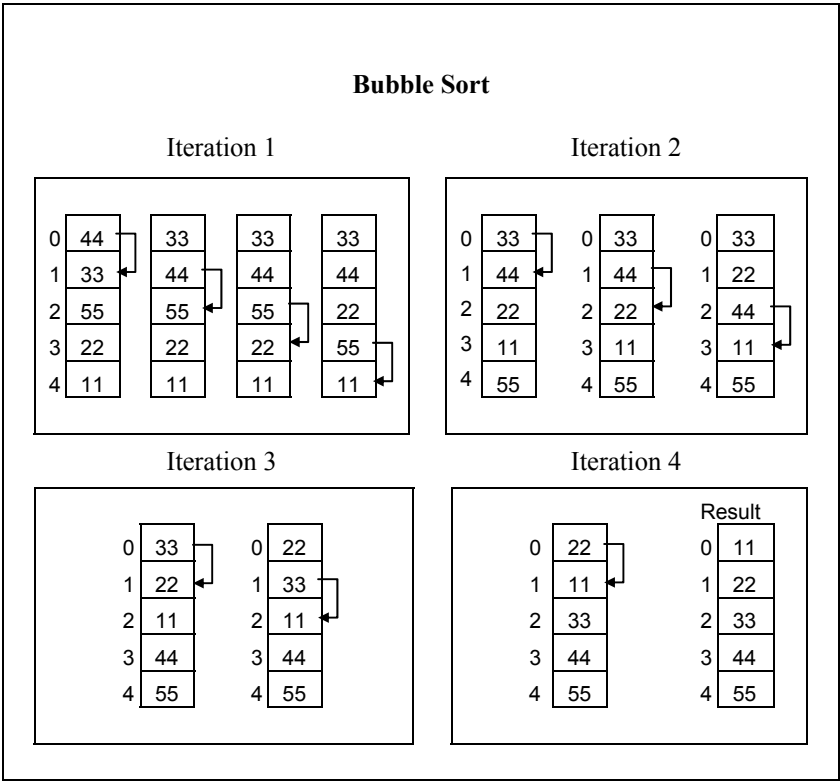 Bubble Sort
Iteration 1
0 44 33 33 33
1 33 44 44 44
2 55 55 55 22
3 22 22 22 55
4 11 11 11 11
Iteration 2
0 33 0 33 0 33
1 44 1 44 1 22
2 22 2 22 2 44
3 11 3 11 3 11
4 55 4 55 4 55
Iteration 3
0 33 0 22
1 22 1 33
2 11 2 11
3 44 3 44
4 55 4 55
Iteration 4
Result
0 22 0 11
1 11 1 22
2 33 2 33
3 44 3 44
4 55 4 55